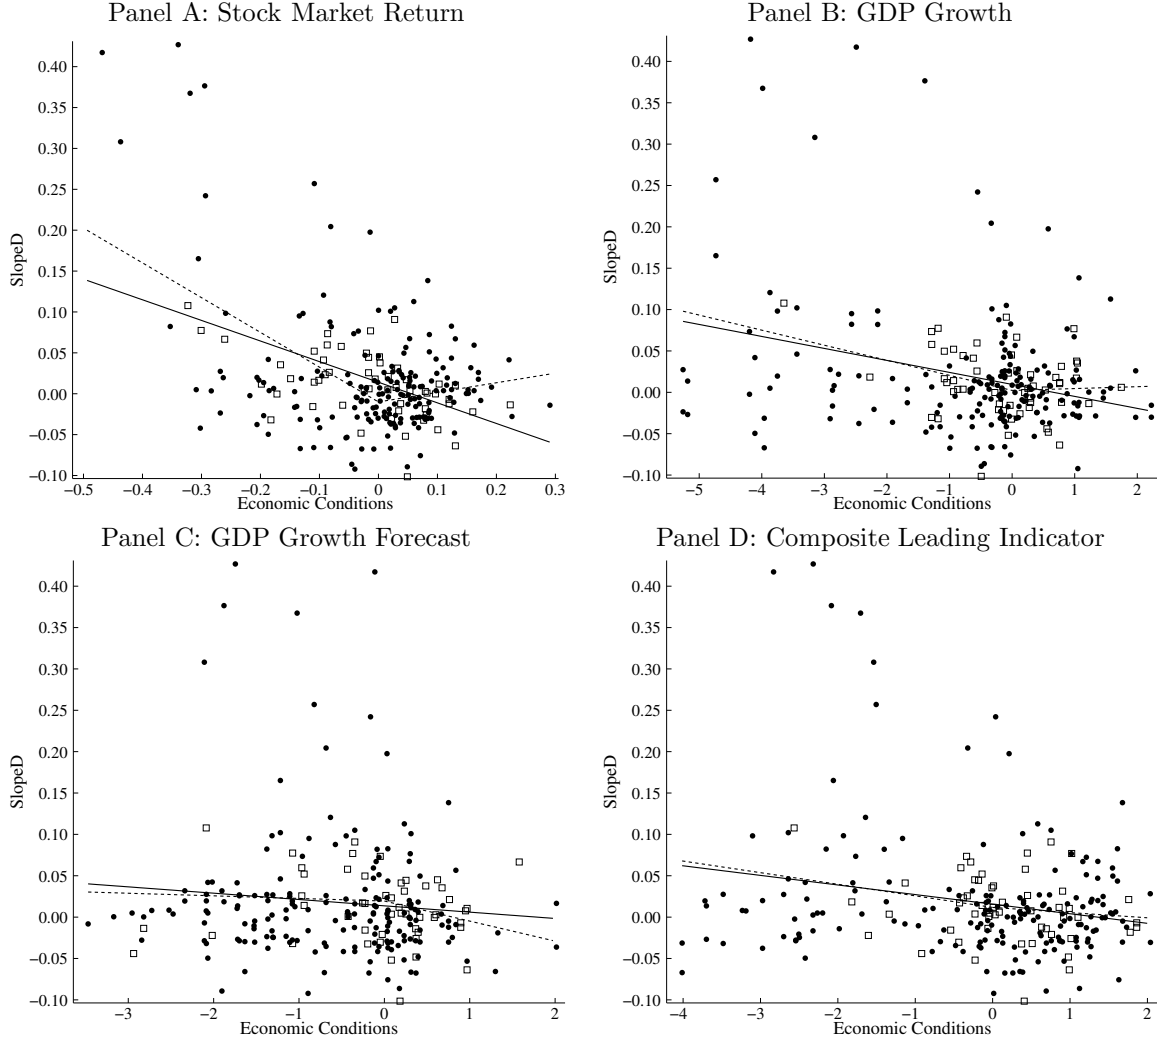 Panel A: Stock Market Return
SlopeD
0.40
0.35
0.30
0.25
0.20
0.15
0.10
0.05
0.00
−0.05
−0.10
−0.5 −0.4 −0.3 −0.2 −0.1 0 0.1 0.2 0.3
Economic Conditions
Panel B: GDP Growth
SlopeD
0.40
0.35
0.30
0.25
0.20
0.15
0.10
0.05
0.00
−0.05
−0.10
−5 −4 −3 −2 −1 0 1 2
Economic Conditions
Panel C: GDP Growth Forecast
SlopeD
0.40
0.35
0.30
0.25
0.20
0.15
0.10
0.05
0.00
−0.05
−0.10
−3 −2 −1 0 1 2
Economic Conditions
Panel D: Composite Leading Indicator
SlopeD
0.40
0.35
0.30
0.25
0.20
0.15
0.10
0.05
0.00
−0.05
−0.10
−4 −3 −2 −1 0 1 2
Economic Conditions